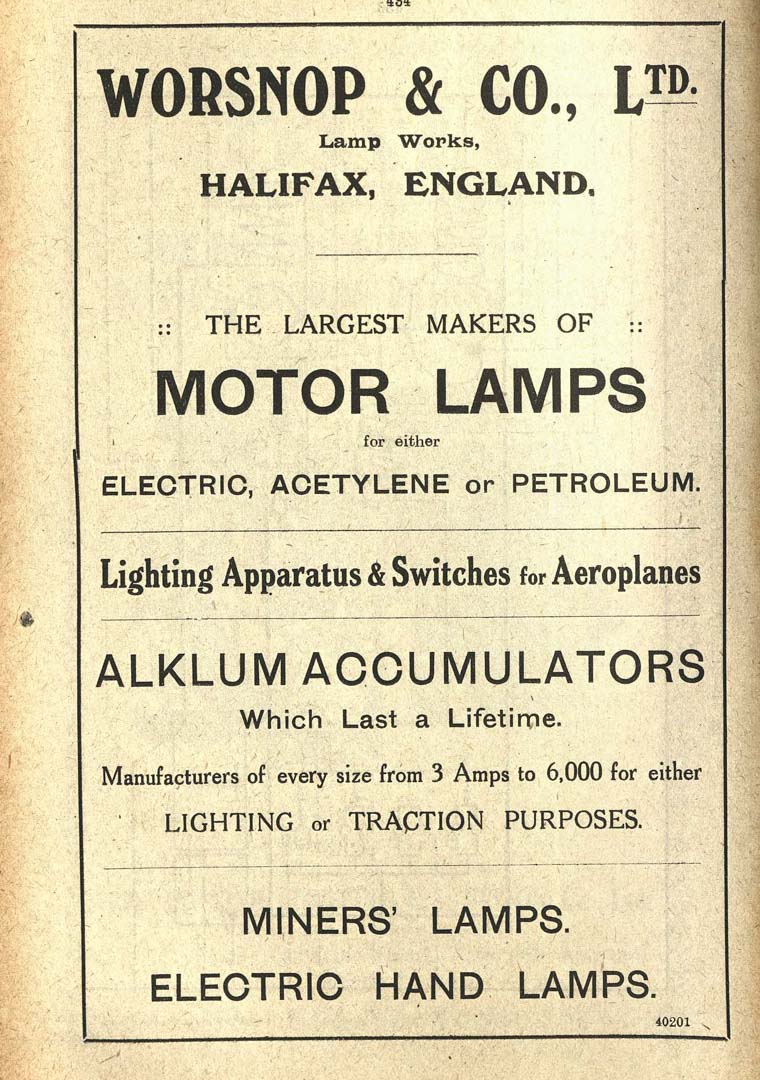 484
WORSNOP & CO., LTD.
Lamp Works,
HALIFAX, ENGLAND.
:: THE LARGEST MAKERS OF ::
MOTOR LAMPS
for either
ELECTRIC, ACETYLENE or PETROLEUM.
Lighting Apparatus & Switches for Aeroplanes
ALKLUM ACCUMULATORS
Which Last a Lifetime.
Manufacturers of every size from 3 Amps to 6,000 for either
LIGHTING or TRACTION PURPOSES.
MINERS' LAMPS.
ELECTRIC HAND LAMPS.
40201